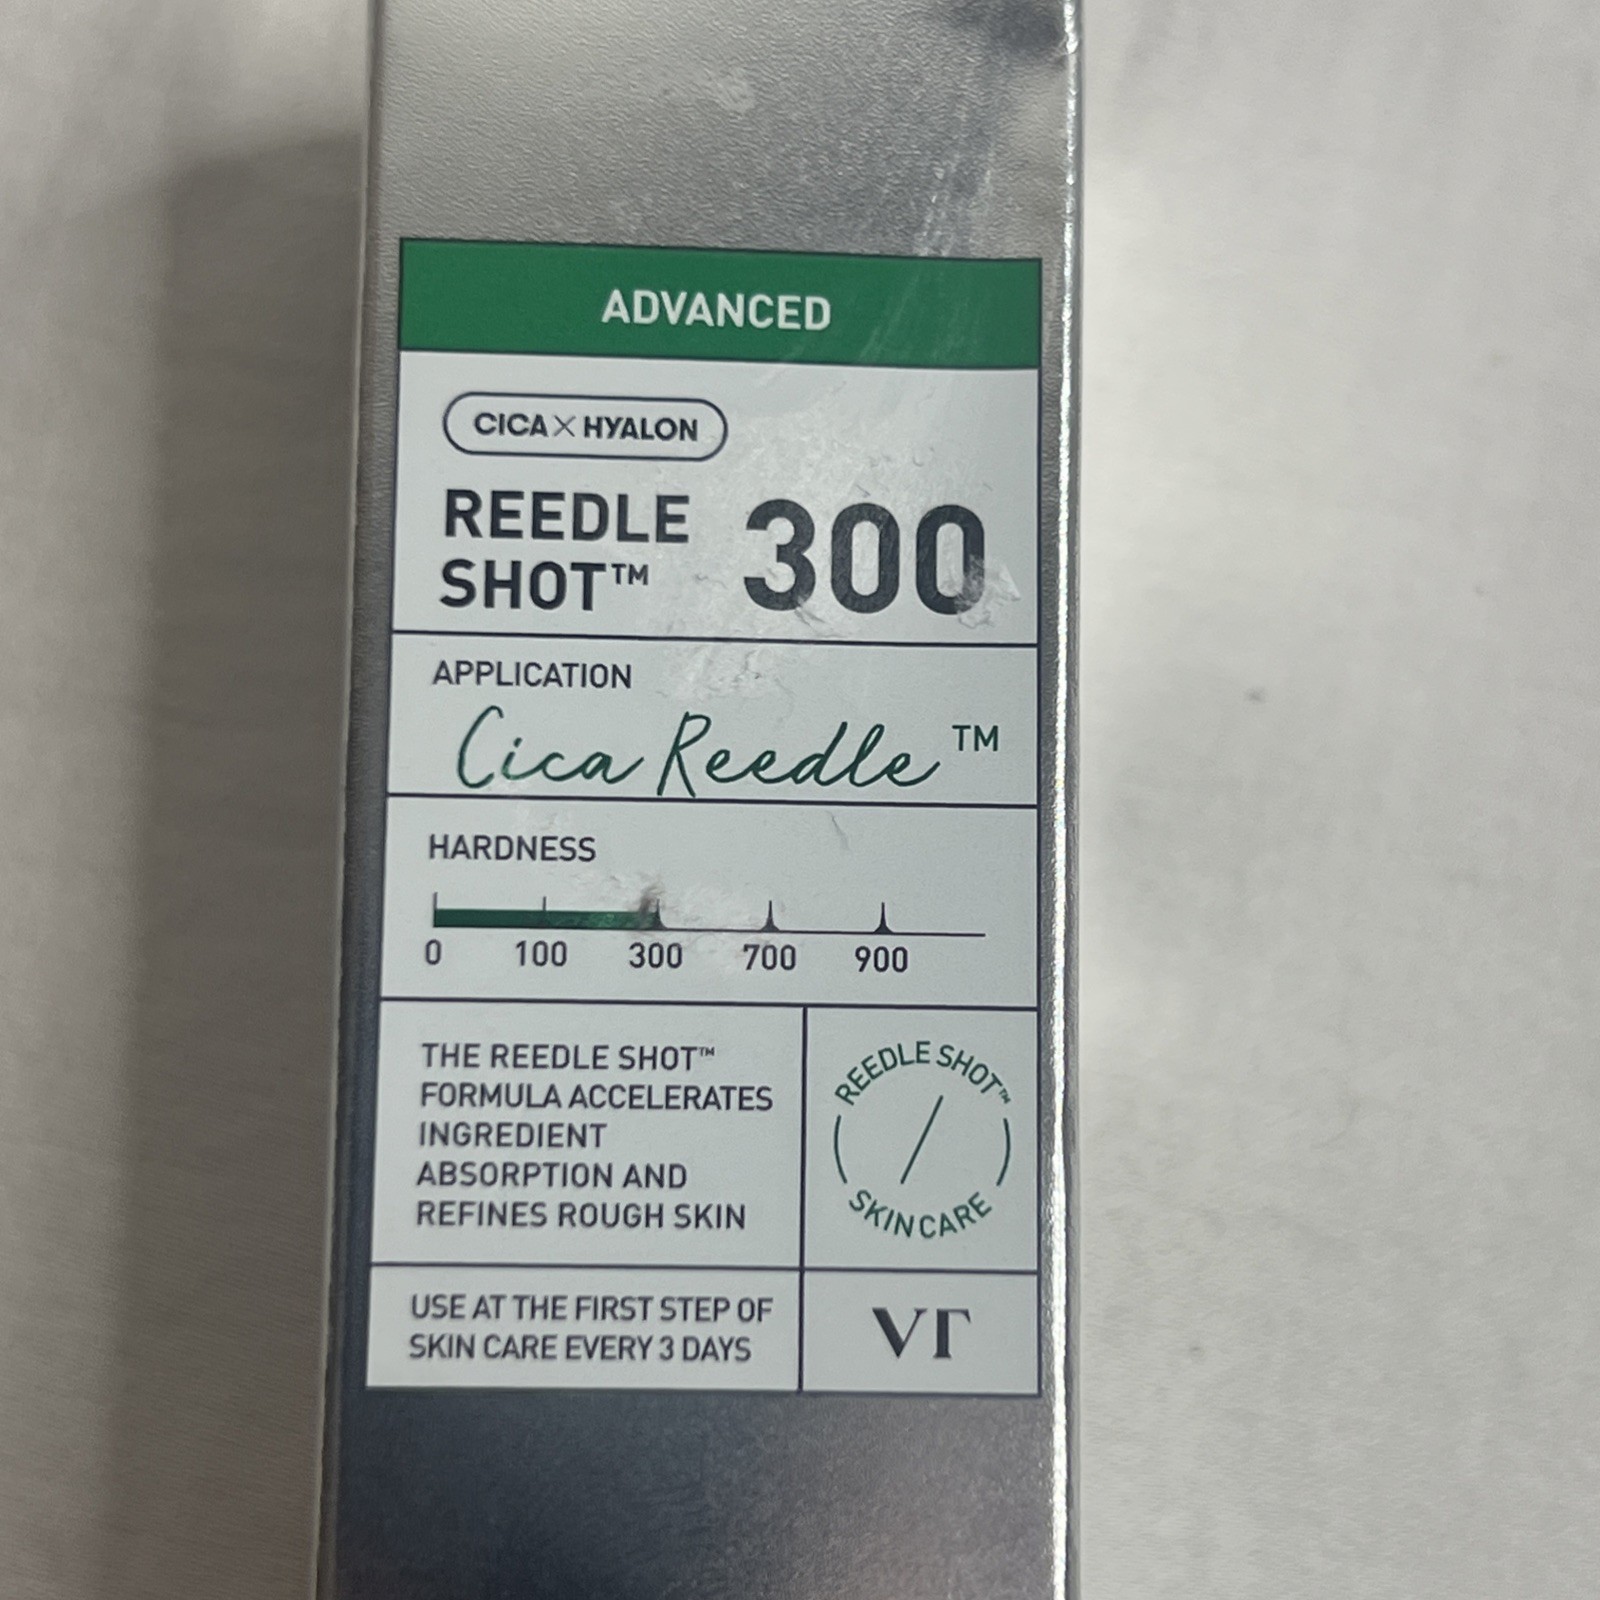 ADVANCED
CICA×HYALON
REEDLE
SHOT™
300
APPLICATION
Cica Reedle™
HARDNESS
0 100 300 700 900
THE REEDLE SHOT™
FORMULA ACCELERATES
INGREDIENT
ABSORPTION AND
REFINES ROUGH SKIN
REEDLE SHOT™
SKINCARE
USE AT THE FIRST STEP OF
SKIN CARE EVERY 3 DAYS
VT